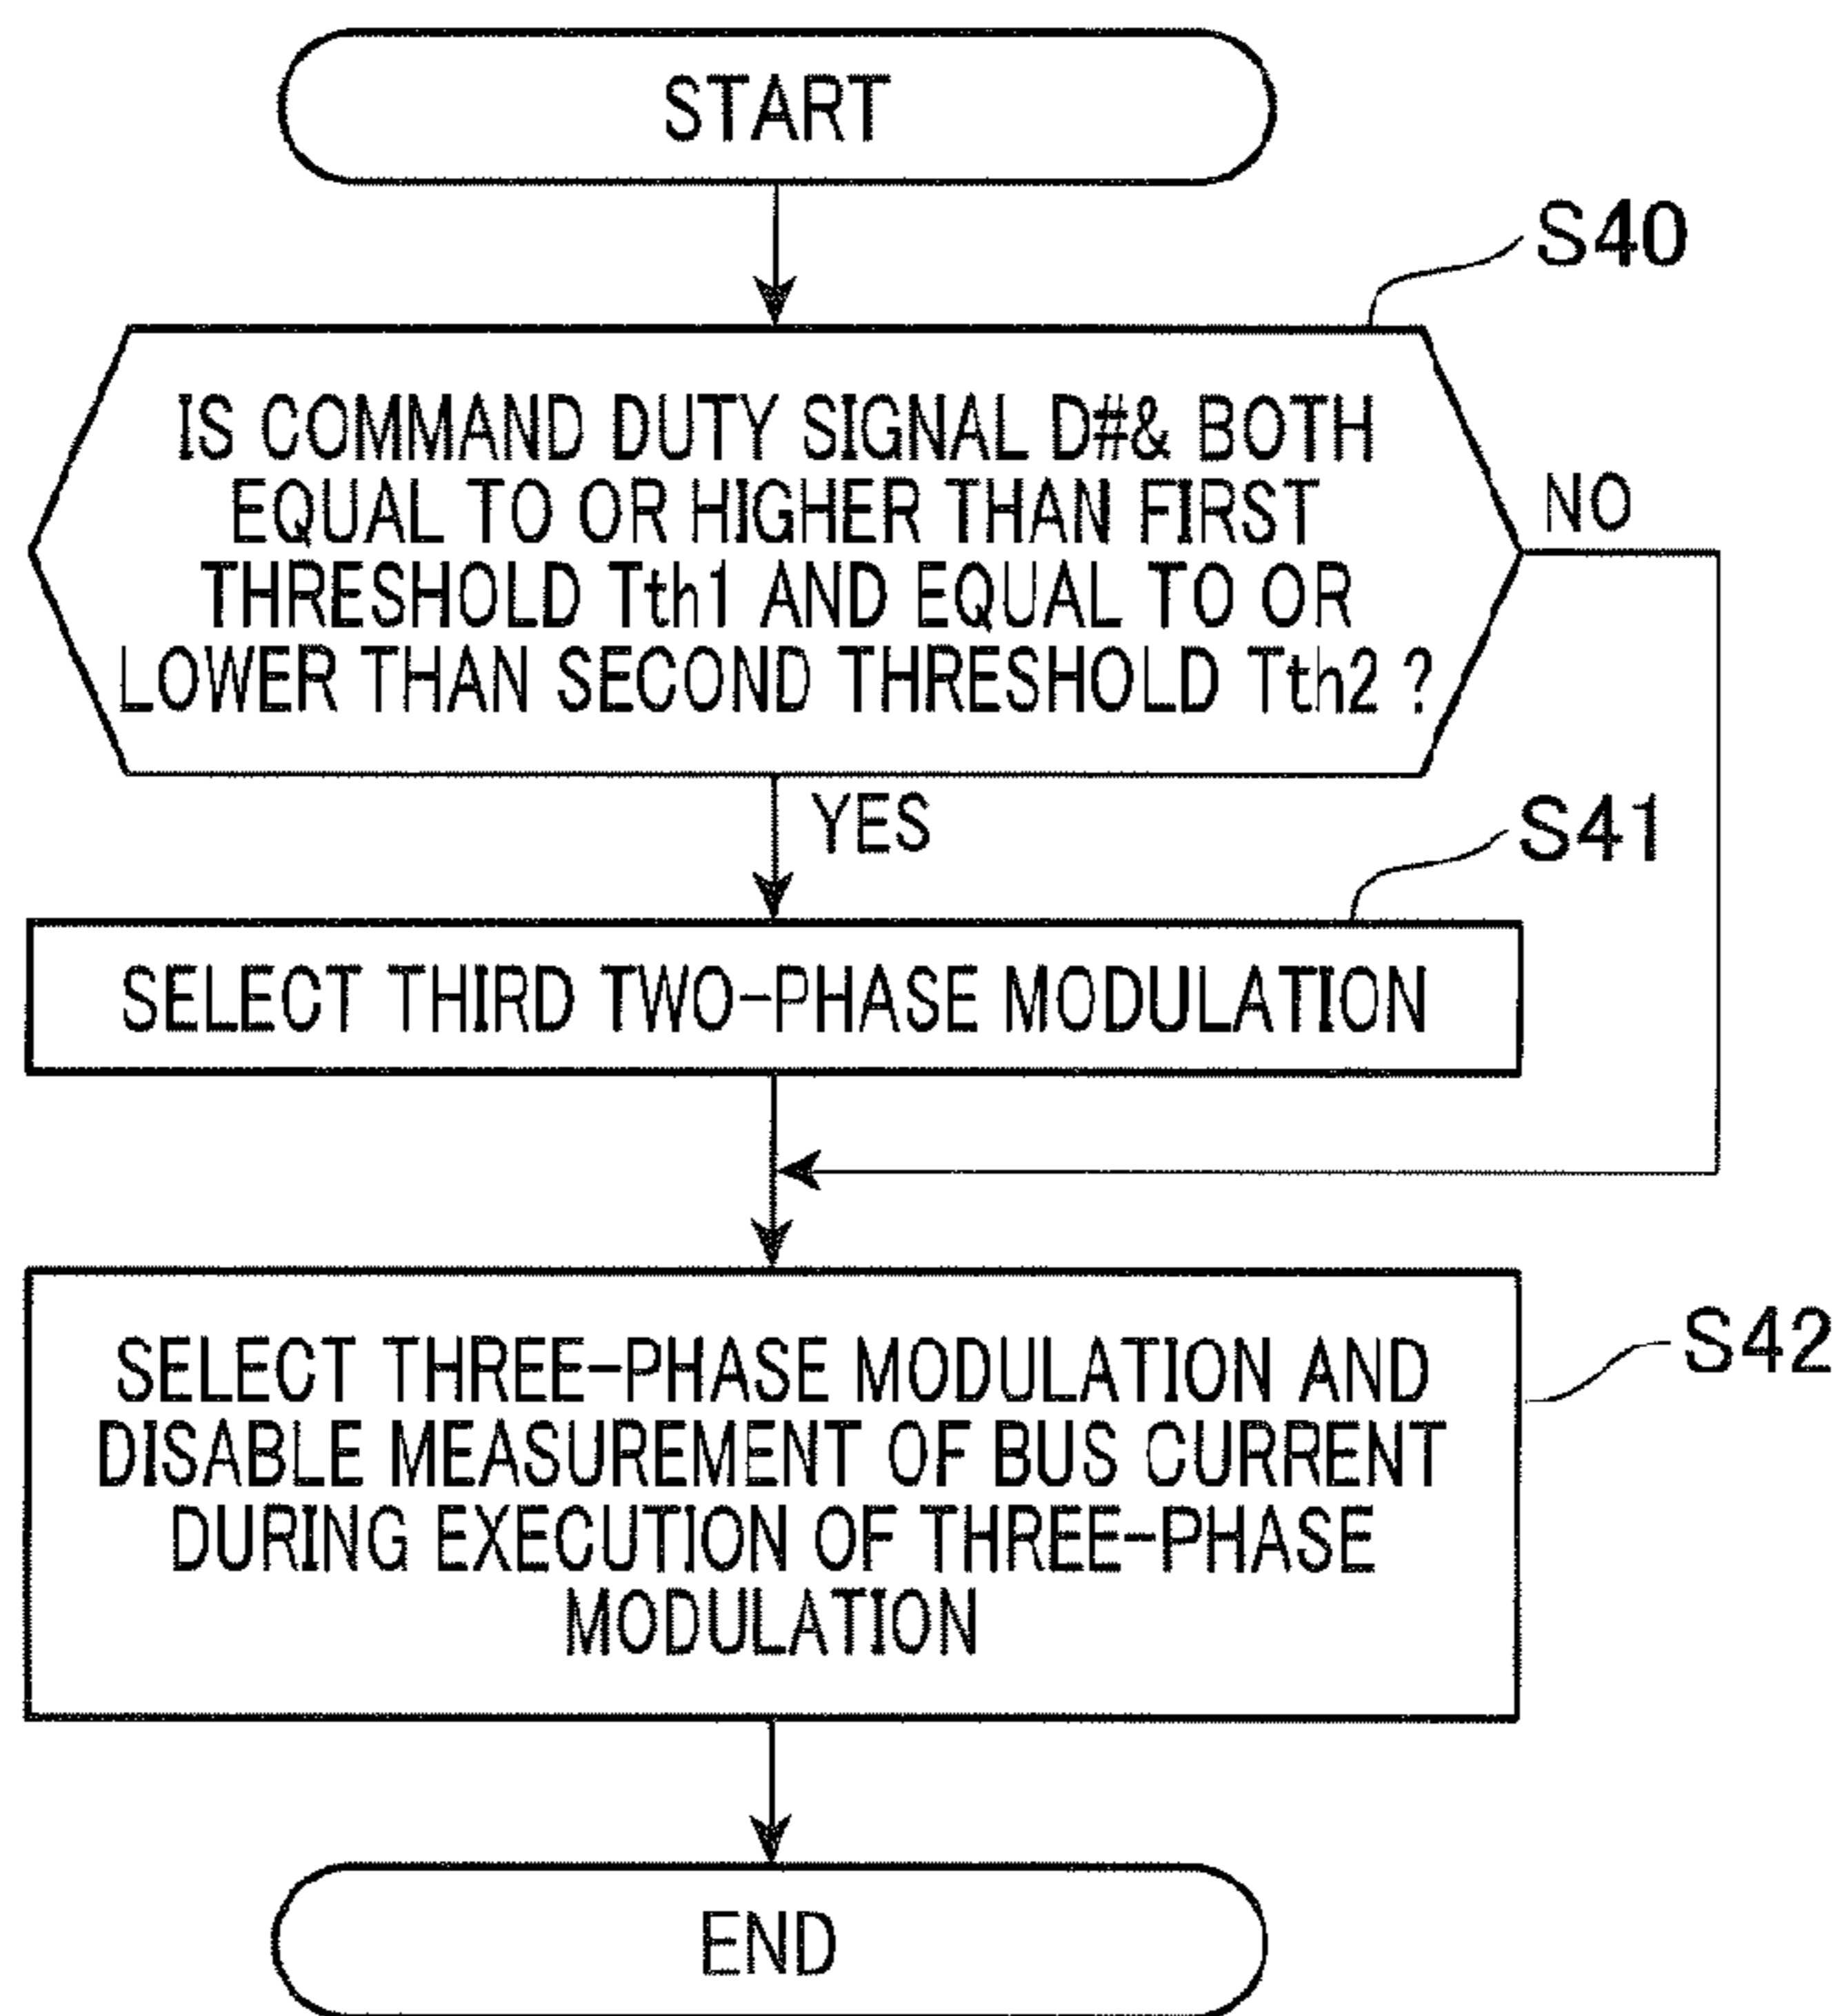 START
S40
IS COMMAND DUTY SIGNAL D#& BOTH
EQUAL TO OR HIGHER THAN FIRST
THRESHOLD Tth1 AND EQUAL TO OR
LOWER THAN SECOND THRESHOLD Tth2 ?
NO
YES
S41
SELECT THIRD TWO-PHASE MODULATION
S42
SELECT THREE-PHASE MODULATION AND
DISABLE MEASUREMENT OF BUS CURRENT
DURING EXECUTION OF THREE-PHASE
MODULATION
END